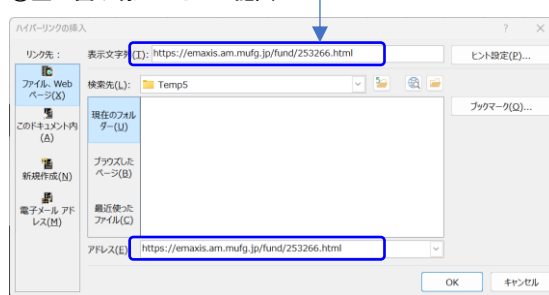 ハイパーリンクの挿入
? ×
リンク先：
表示文字列(T): https://emaxis.am.mufg.jp/fund/253266.html
ヒント設定(P)...
ファイル、Web
ページ(X)
検索先(L): Temp5
ブックマーク(O)...
このドキュメント内
(A)
現在のフォル
ダー(U)
新規作成(N)
ブラウズした
ページ(B)
電子メール アド
レス(M)
最近使った
ファイル(C)
アドレス(E): https://emaxis.am.mufg.jp/fund/253266.html
OK
キャンセル